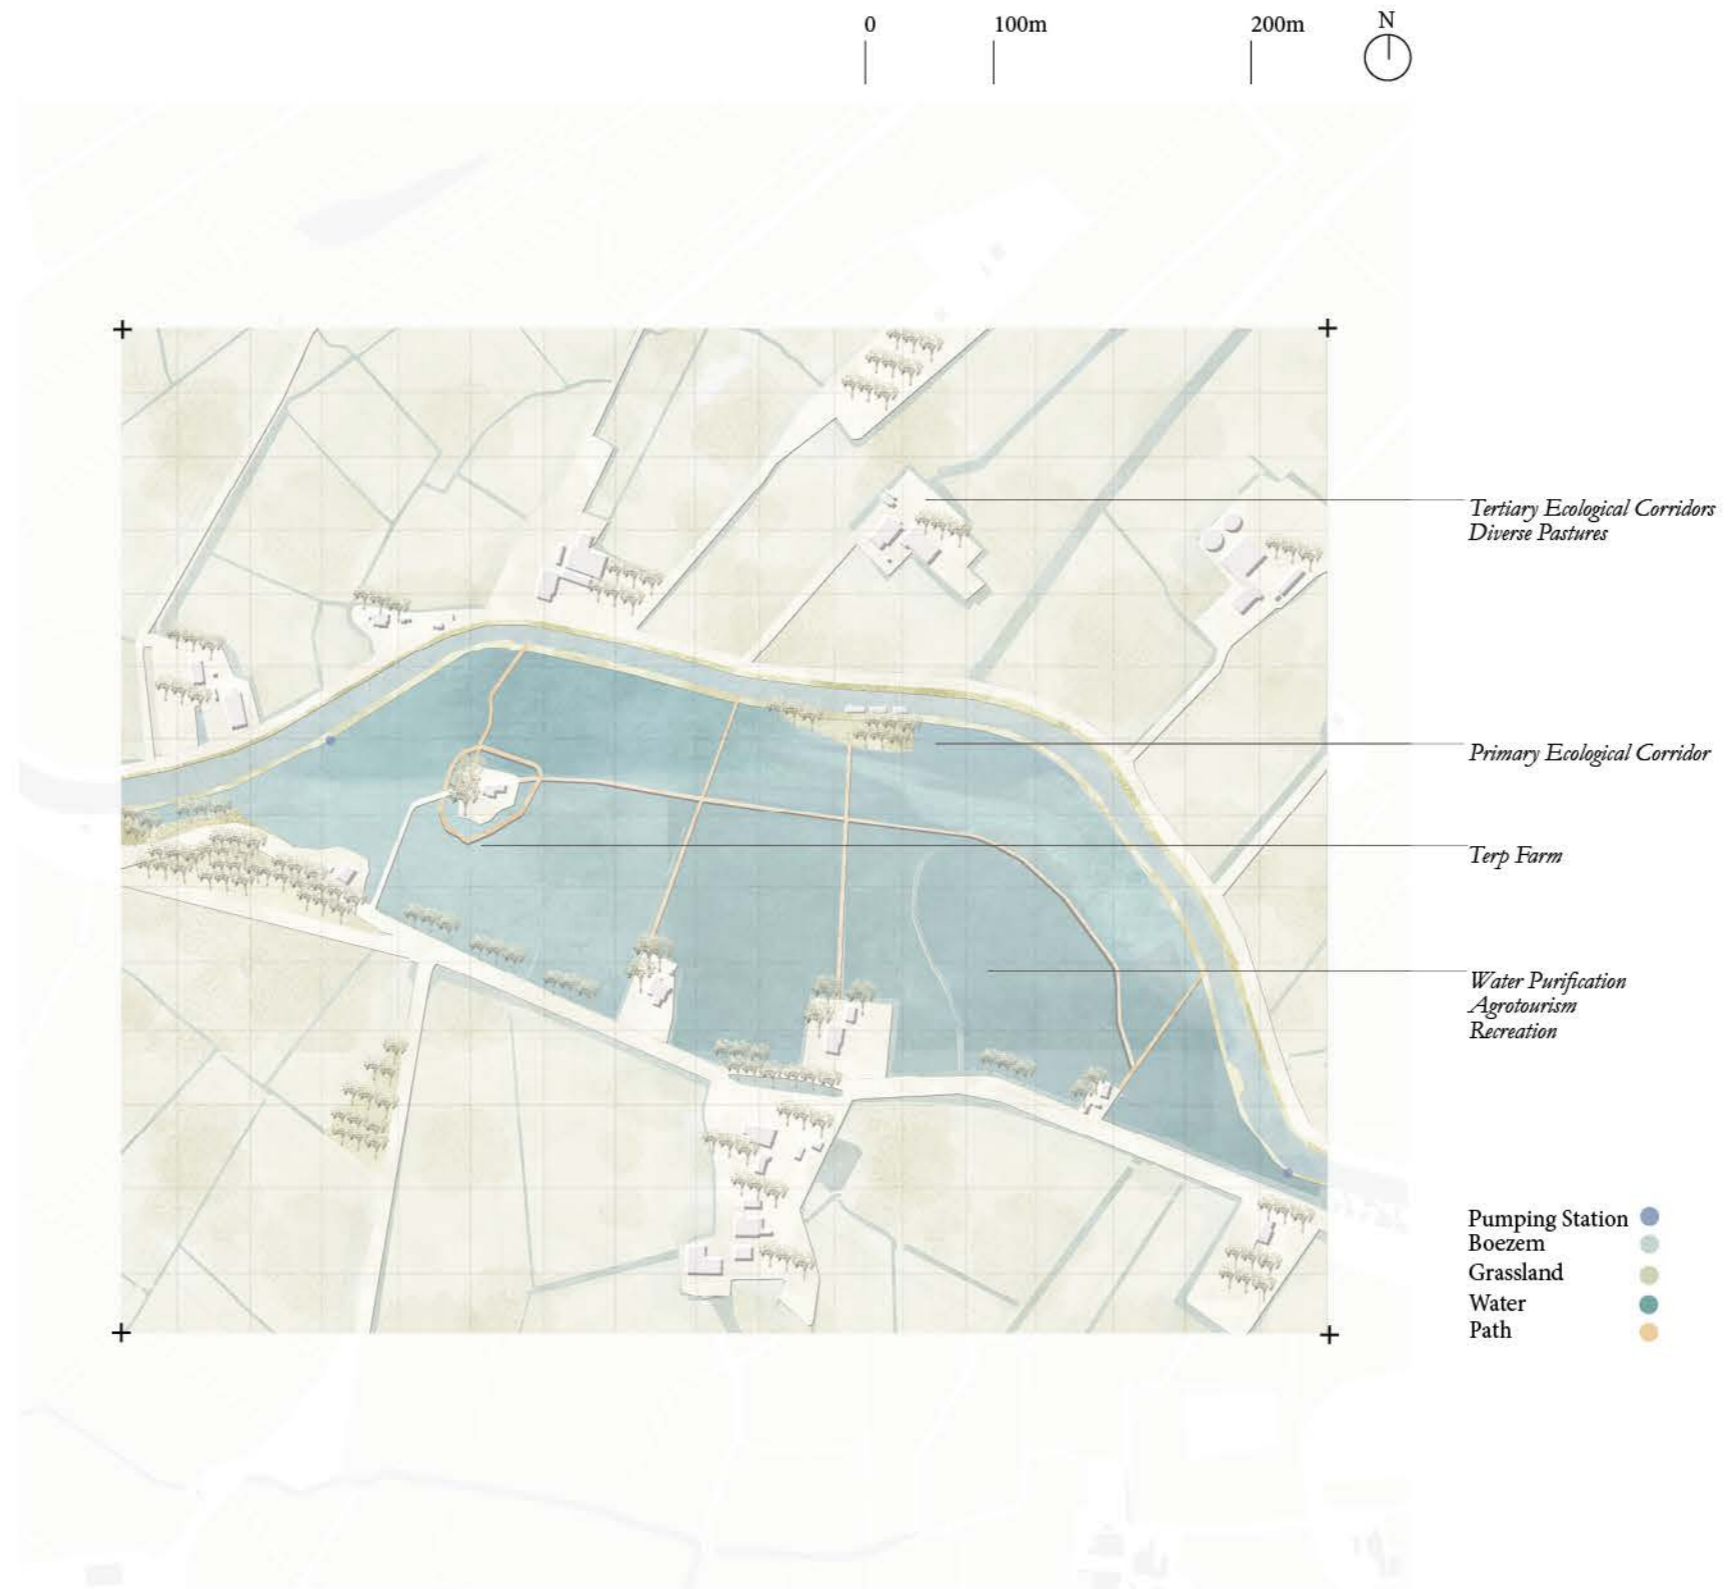 0 100m 200m N
Tertiary Ecological Corridors
Diverse Pastures
Primary Ecological Corridor
Terp Farm
Water Purification
Agrotourism
Recreation
Pumping Station
Boezem
Grassland
Water
Path